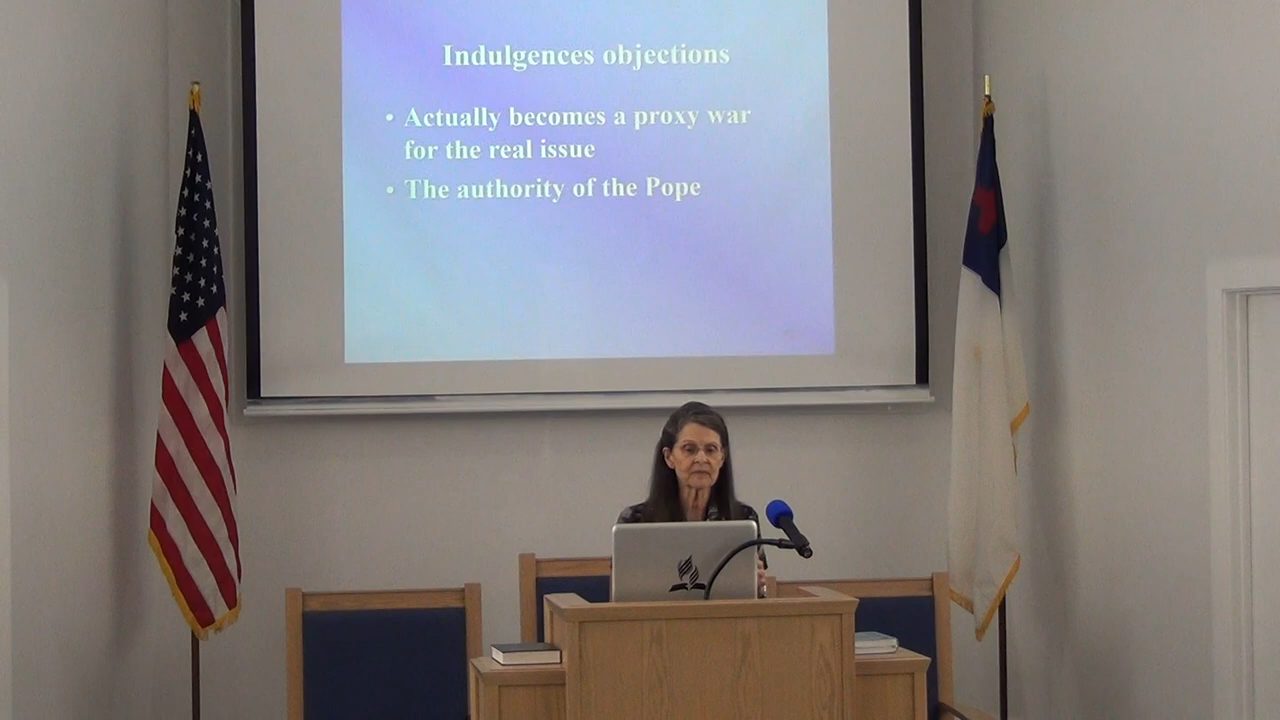 Indulgences objections
• Actually becomes a proxy war
for the real issue
• The authority of the Pope